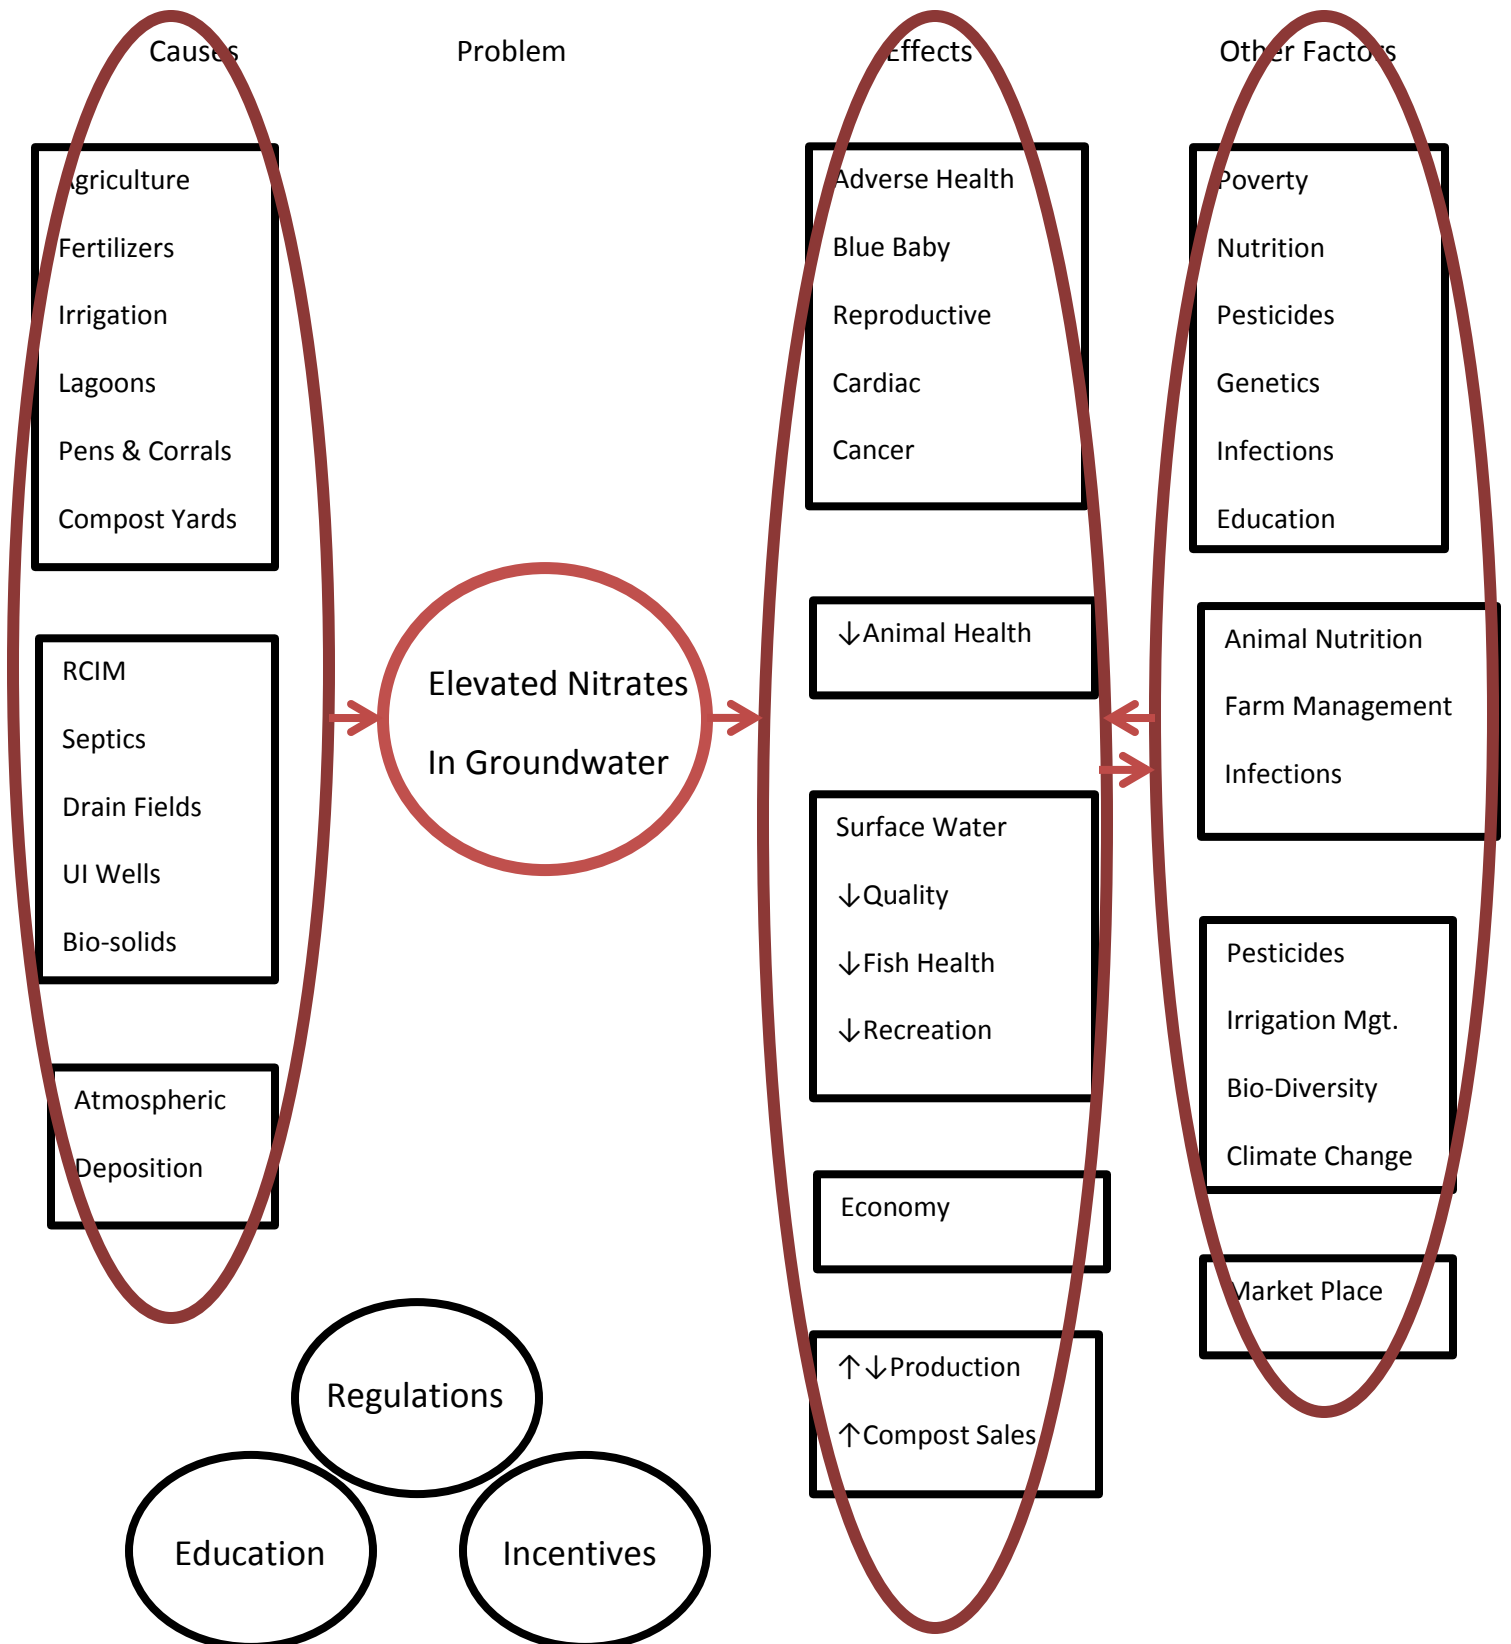 Causes
Problem
Effects
Other Factors
Agriculture
Fertilizers
Irrigation
Lagoons
Pens & Corrals
Compost Yards
RCIM
Septics
Drain Fields
UI Wells
Bio-solids
Atmospheric
Deposition
Elevated Nitrates
In Groundwater
Adverse Health
Blue Baby
Reproductive
Cardiac
Cancer
↓Animal Health
Surface Water
↓Quality
↓Fish Health
↓Recreation
Economy
↑↓Production
↑Compost Sales
Poverty
Nutrition
Pesticides
Genetics
Infections
Education
Animal Nutrition
Farm Management
Infections
Pesticides
Irrigation Mgt.
Bio-Diversity
Climate Change
Market Place
Regulations
Education
Incentives